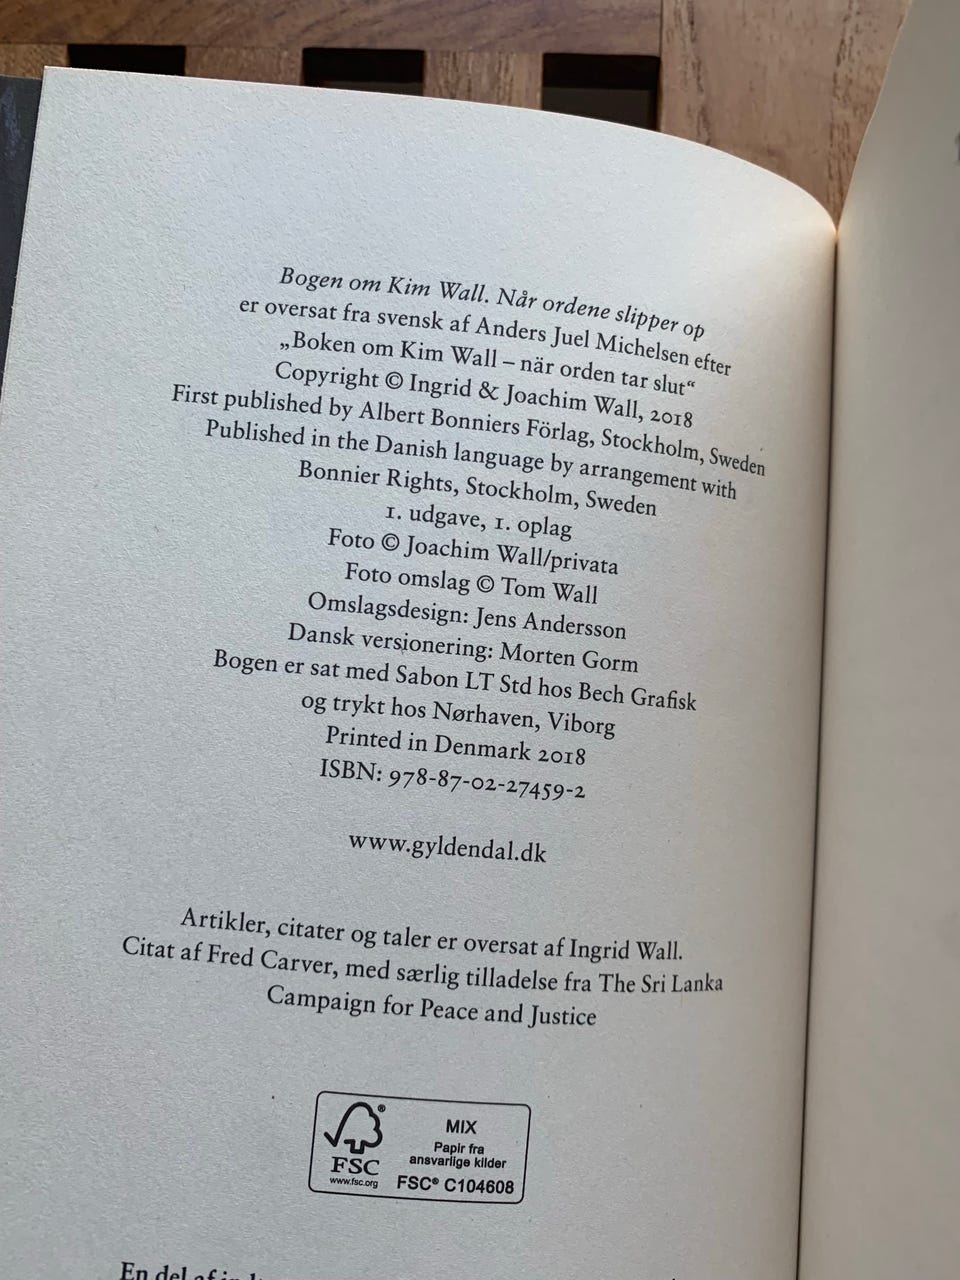 Bogen om Kim Wall. Når ordene slipper op
er oversat fra svensk af Anders Juel Michelsen efter
„Boken om Kim Wall – när orden tar slut“
Copyright © Ingrid & Joachim Wall, 2018
First published by Albert Bonniers Förlag, Stockholm, Sweden
Published in the Danish language by arrangement with
Bonnier Rights, Stockholm, Sweden
1. udgave, 1. oplag
Foto © Joachim Wall/privata
Foto omslag © Tom Wall
Omslagsdesign: Jens Andersson
Dansk versionering: Morten Gorm
Bogen er sat med Sabon LT Std hos Bech Grafisk
og trykt hos Nørhaven, Viborg
Printed in Denmark 2018
ISBN: 978-87-02-27459-2
www.gyldendal.dk
Artikler, citater og taler er oversat af Ingrid Wall.
Citat af Fred Carver, med særlig tilladelse fra The Sri Lanka
Campaign for Peace and Justice
®
FSC
www.fsc.org
MIX
Papir fra
ansvarlige kilder
FSC® C104608
En del af